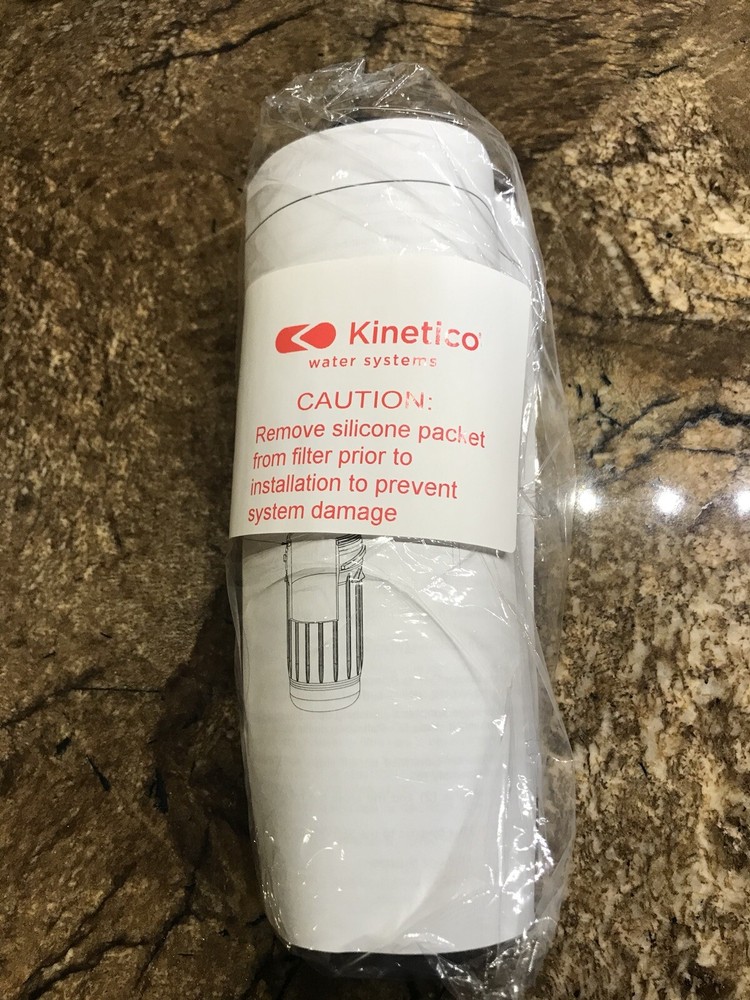 Kinetico
water systems
CAUTION:
Remove silicone packet
from filter prior to
installation to prevent
system damage